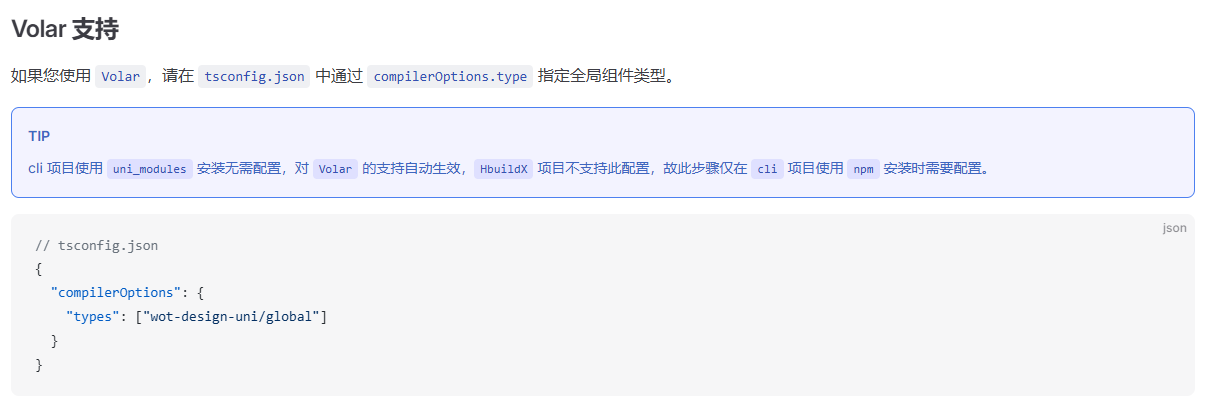 Volar 支持
如果您使用 Volar，请在 tsconfig.json 中通过 compilerOptions.type 指定全局组件类型。
TIP
cli 项目使用 uni_modules 安装无需配置，对 Volar 的支持自动生效，HbuildX 项目不支持此配置，故此步骤仅在 cli 项目使用 npm 安装时需要配置。
json
// tsconfig.json
{
  "compilerOptions": {
    "types": ["wot-design-uni/global"]
  }
}